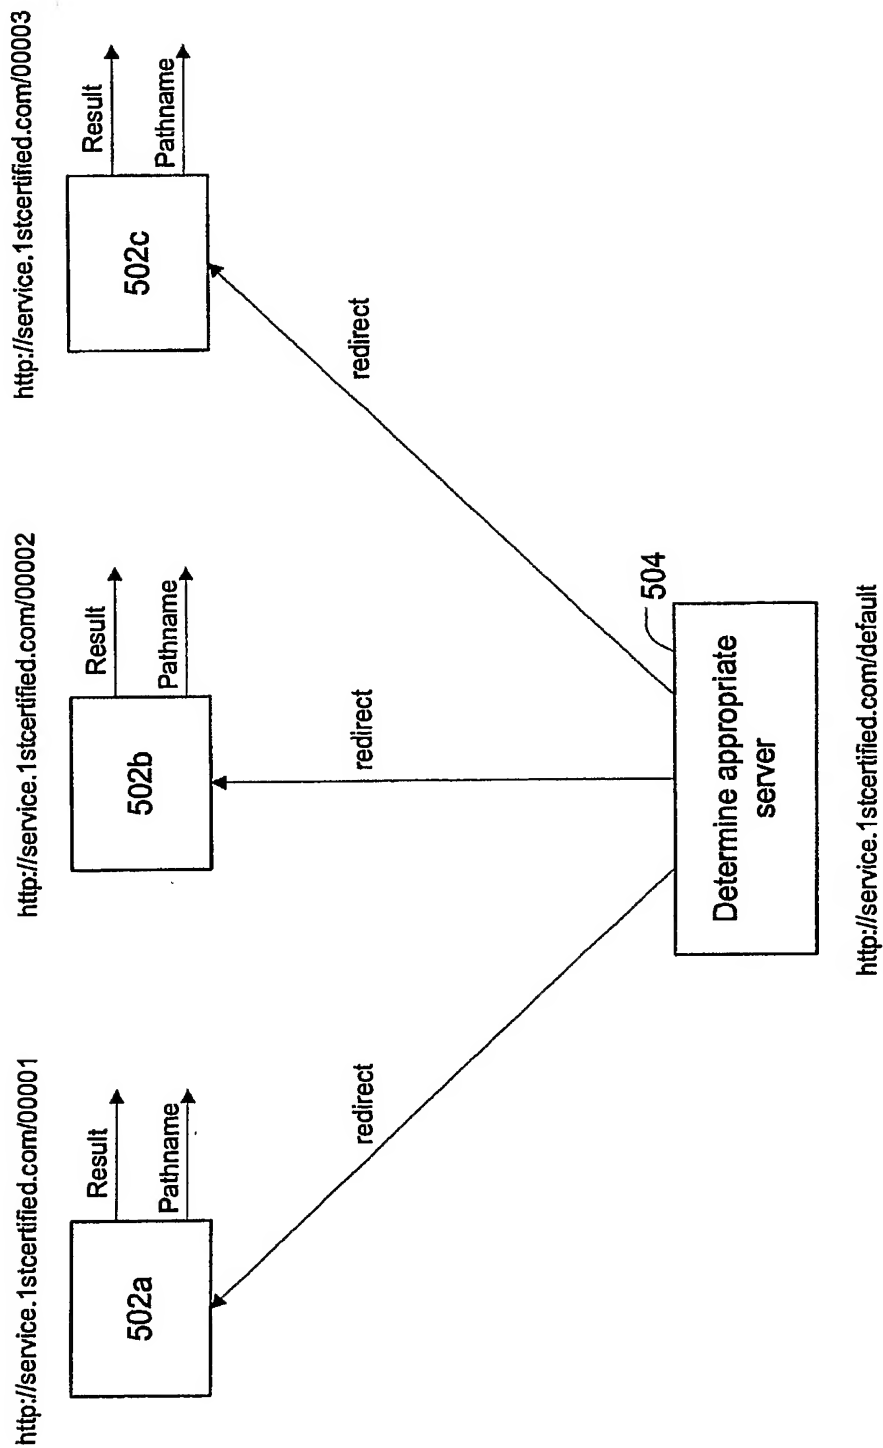 http://service.1stcertified.com/00001
http://service.1stcertified.com/00002
http://service.1stcertified.com/00003
Result
Result
Result
502a
502b
502c
Pathname
Pathname
Pathname
redirect
redirect
redirect
504
Determine appropriate
server
http://service.1stcertified.com/default